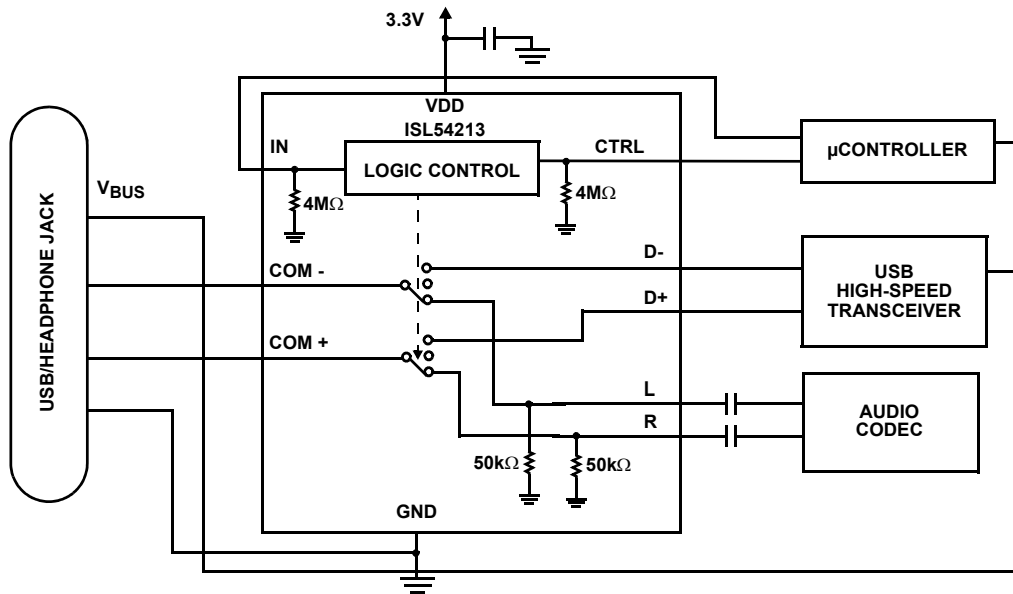 3.3V
VDD
ISL54213
IN
LOGIC CONTROL
CTRL
4MΩ
4MΩ
µCONTROLLER
USB/HEADPHONE JACK
VBUS
COM -
COM +
D-
D+
USB
HIGH-SPEED
TRANSCEIVER
L
R
50kΩ
50kΩ
AUDIO
CODEC
GND